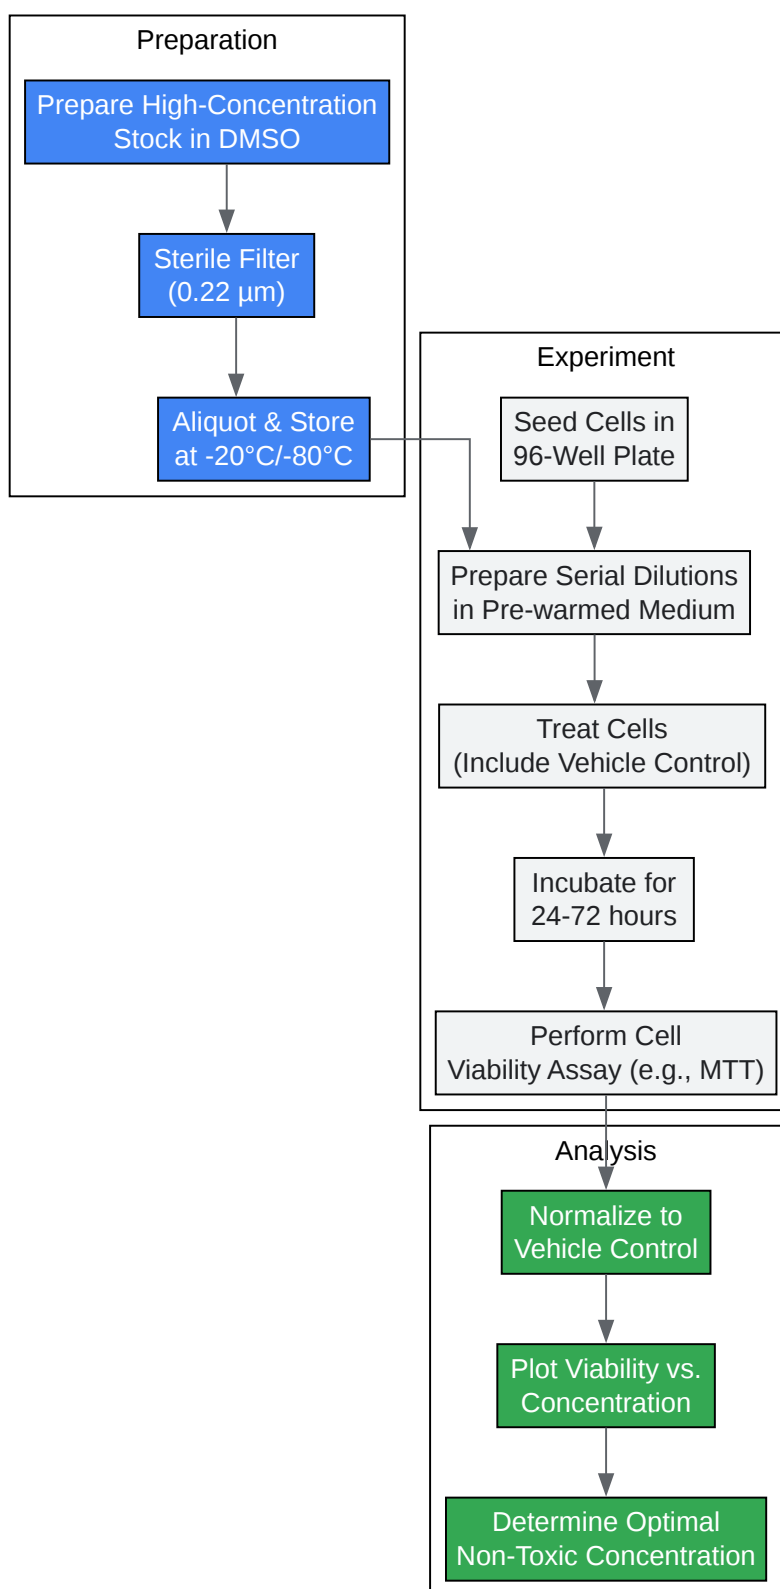 Preparation
Prepare High-Concentration
Stock in DMSO
Sterile Filter
(0.22 µm)
Aliquot & Store
at -20°C/-80°C
Experiment
Seed Cells in
96-Well Plate
Prepare Serial Dilutions
in Pre-warmed Medium
Treat Cells
(Include Vehicle Control)
Incubate for
24-72 hours
Perform Cell
Viability Assay (e.g., MTT)
Analysis
Normalize to
Vehicle Control
Plot Viability vs.
Concentration
Determine Optimal
Non-Toxic Concentration